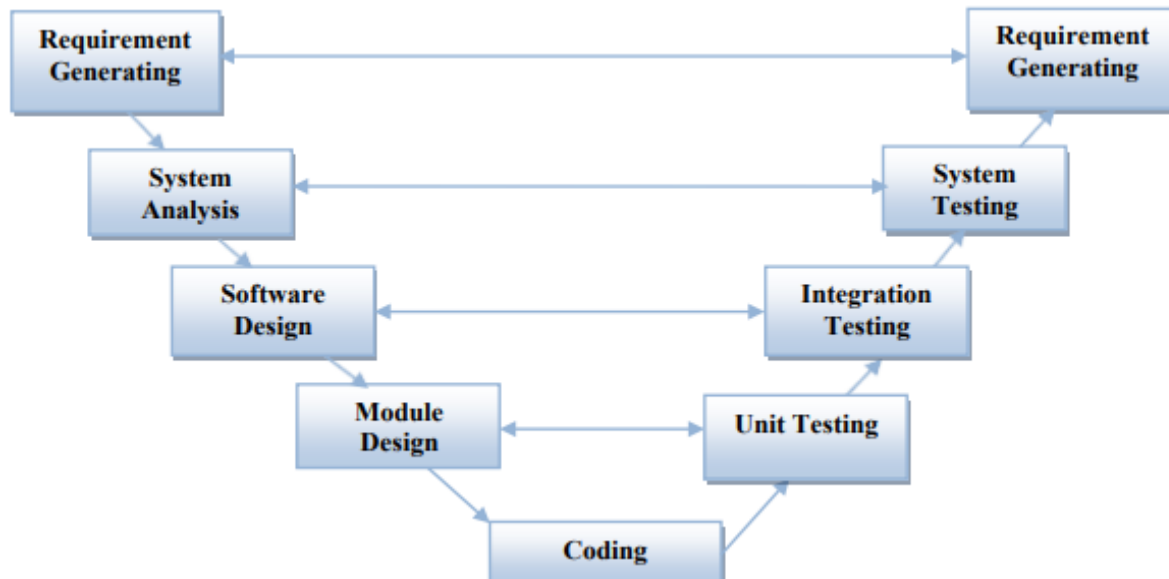 Requirement
Generating
Requirement
Generating
System
Analysis
System
Testing
Software
Design
Integration
Testing
Module
Design
Unit Testing
Coding